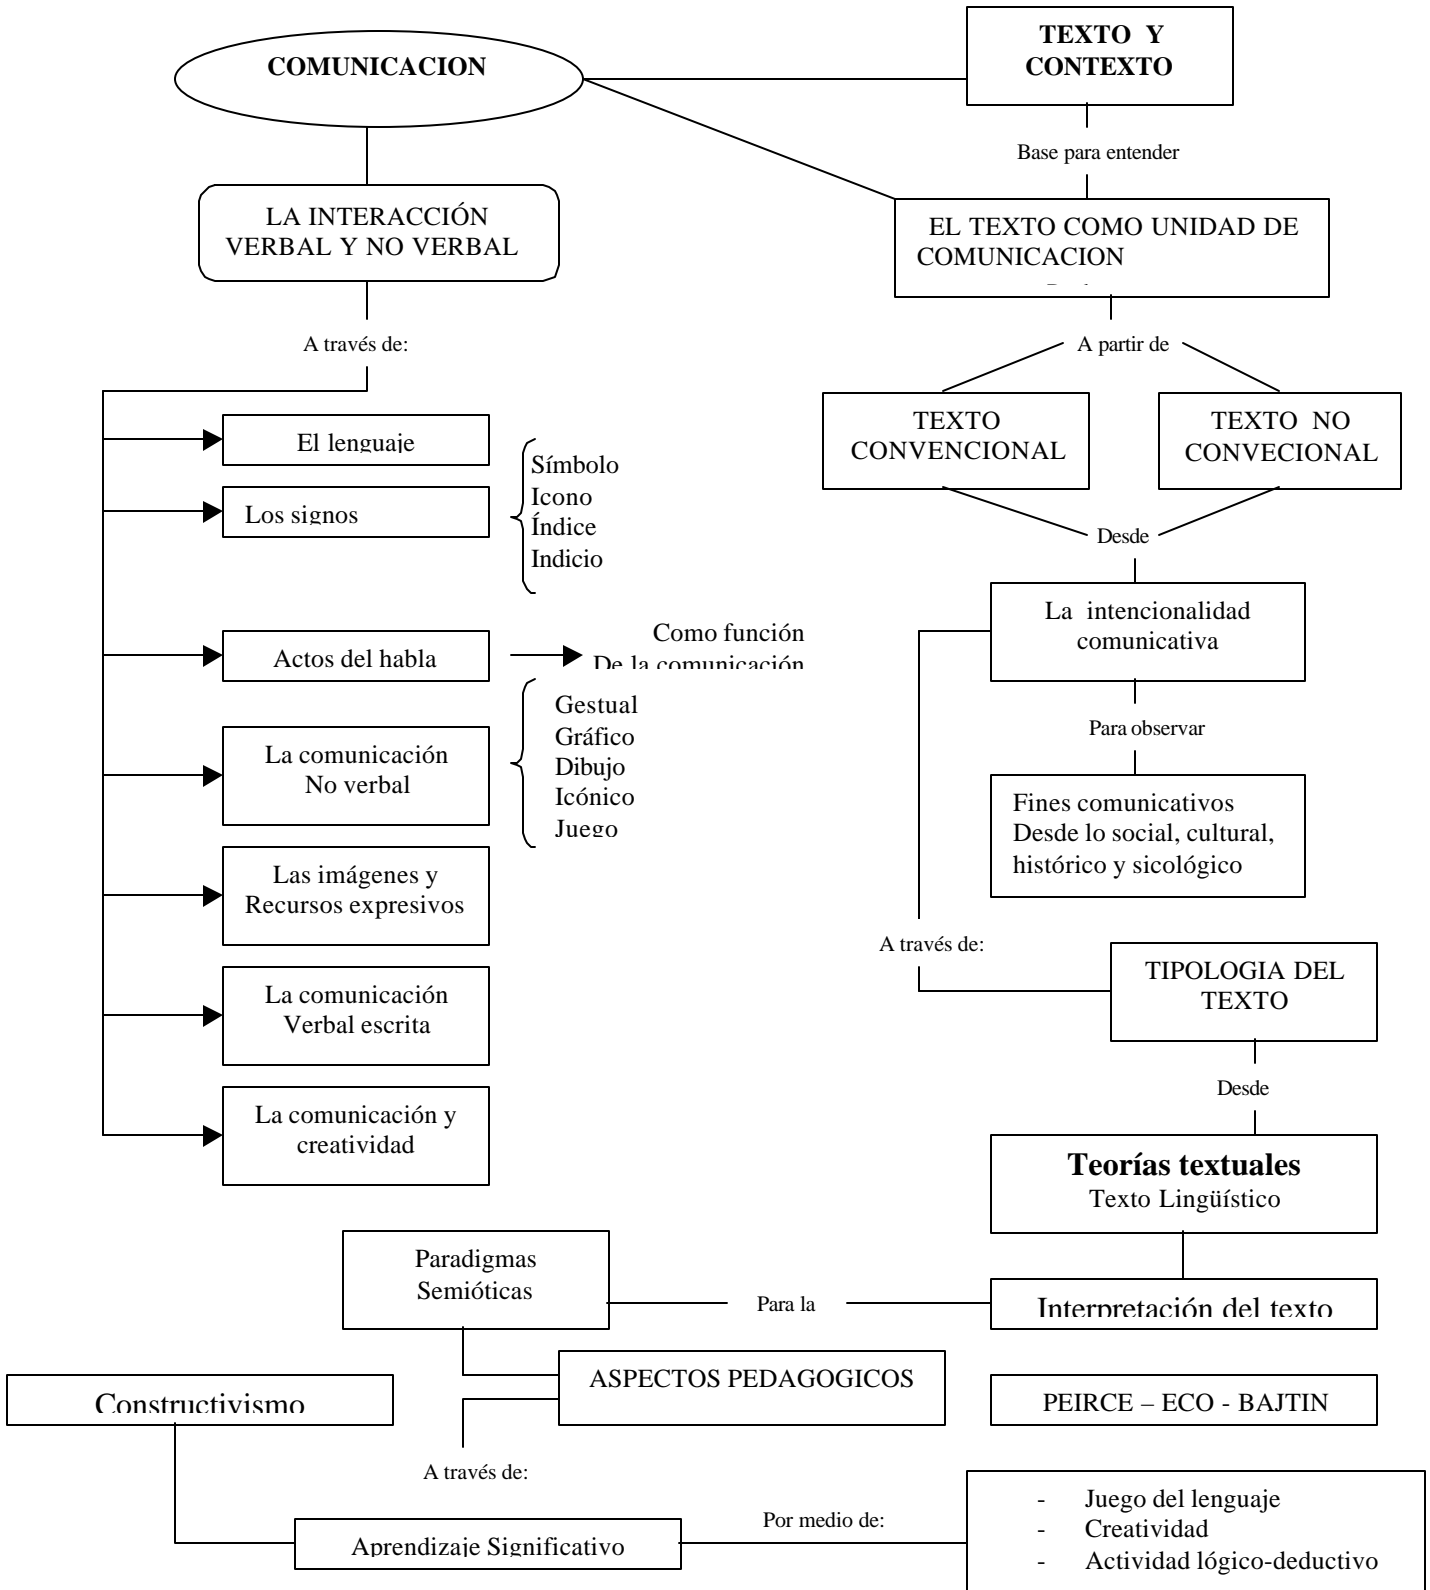 COMUNICACION
TEXTO Y
CONTEXTO
Base para entender
LA INTERACCIÓN
VERBAL Y NO VERBAL
EL TEXTO COMO UNIDAD DE
COMUNICACION
A través de:
A partir de
TEXTO
CONVENCIONAL
TEXTO NO
CONVECIONAL
El lenguaje
Los signos
Símbolo
Icono
Índice
Indicio
Desde
La intencionalidad
comunicativa
Actos del habla
Como función
De la comunicación
Para observar
La comunicación
No verbal
Gestual
Gráfico
Dibujo
Icónico
Juego
Fines comunicativos
Desde lo social, cultural,
histórico y sicológico
Las imágenes y
Recursos expresivos
A través de:
TIPOLOGIA DEL
TEXTO
La comunicación
Verbal escrita
Desde
La comunicación y
creatividad
Teorías textuales
Texto Lingüístico
Paradigmas
Semióticas
Para la
Interpretación del texto
ASPECTOS PEDAGOGICOS
Constructivismo
PEIRCE – ECO - BAJTIN
A través de:
Aprendizaje Significativo
Por medio de:
- Juego del lenguaje
- Creatividad
- Actividad lógico-deductivo